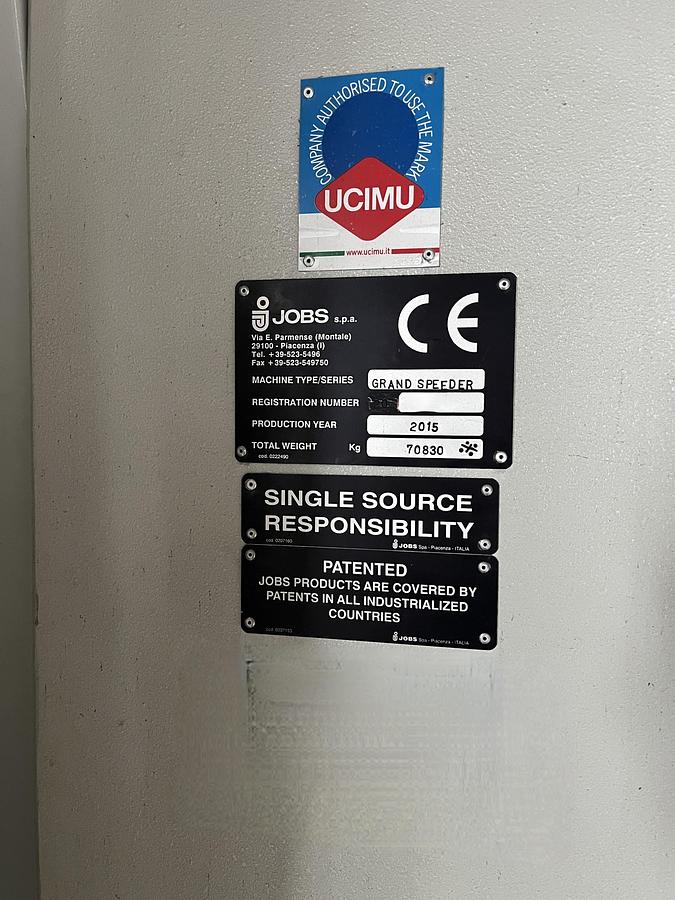 COMPANY AUTHORISED TO USE THE MARK
UCIMU
www.ucimu.it
JOBS s.p.a.
Via E. Parmense (Montale)
29100 - Piacenza (I)
Tel. +39-523-5496
Fax +39-523-549750
CE
MACHINE TYPE/SERIES GRAND SPEEDER
REGISTRATION NUMBER
PRODUCTION YEAR 2015
TOTAL WEIGHT Kg 70830
cod. 0222490
SINGLE SOURCE
RESPONSIBILITY
JOBS Spa - Piacenza - ITALIA
PATENTED
JOBS PRODUCTS ARE COVERED BY
PATENTS IN ALL INDUSTRIALIZED
COUNTRIES
JOBS Spa - Piacenza - ITALIA